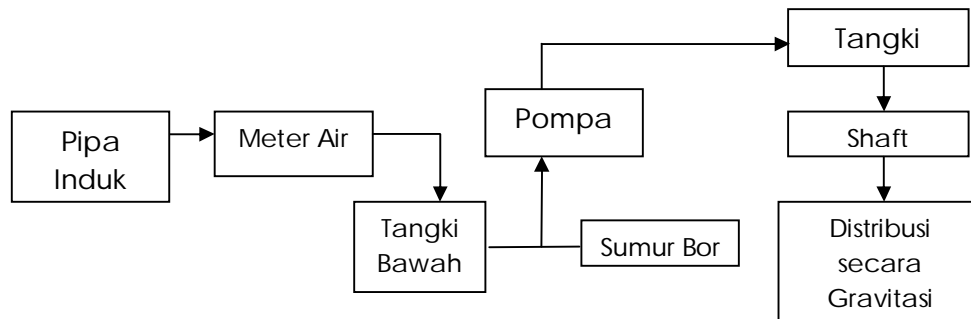 Pipa
Induk
Meter Air
Tangki
Bawah
Sumur Bor
Pompa
Tangki
Shaft
Distribusi
secara
Gravitasi